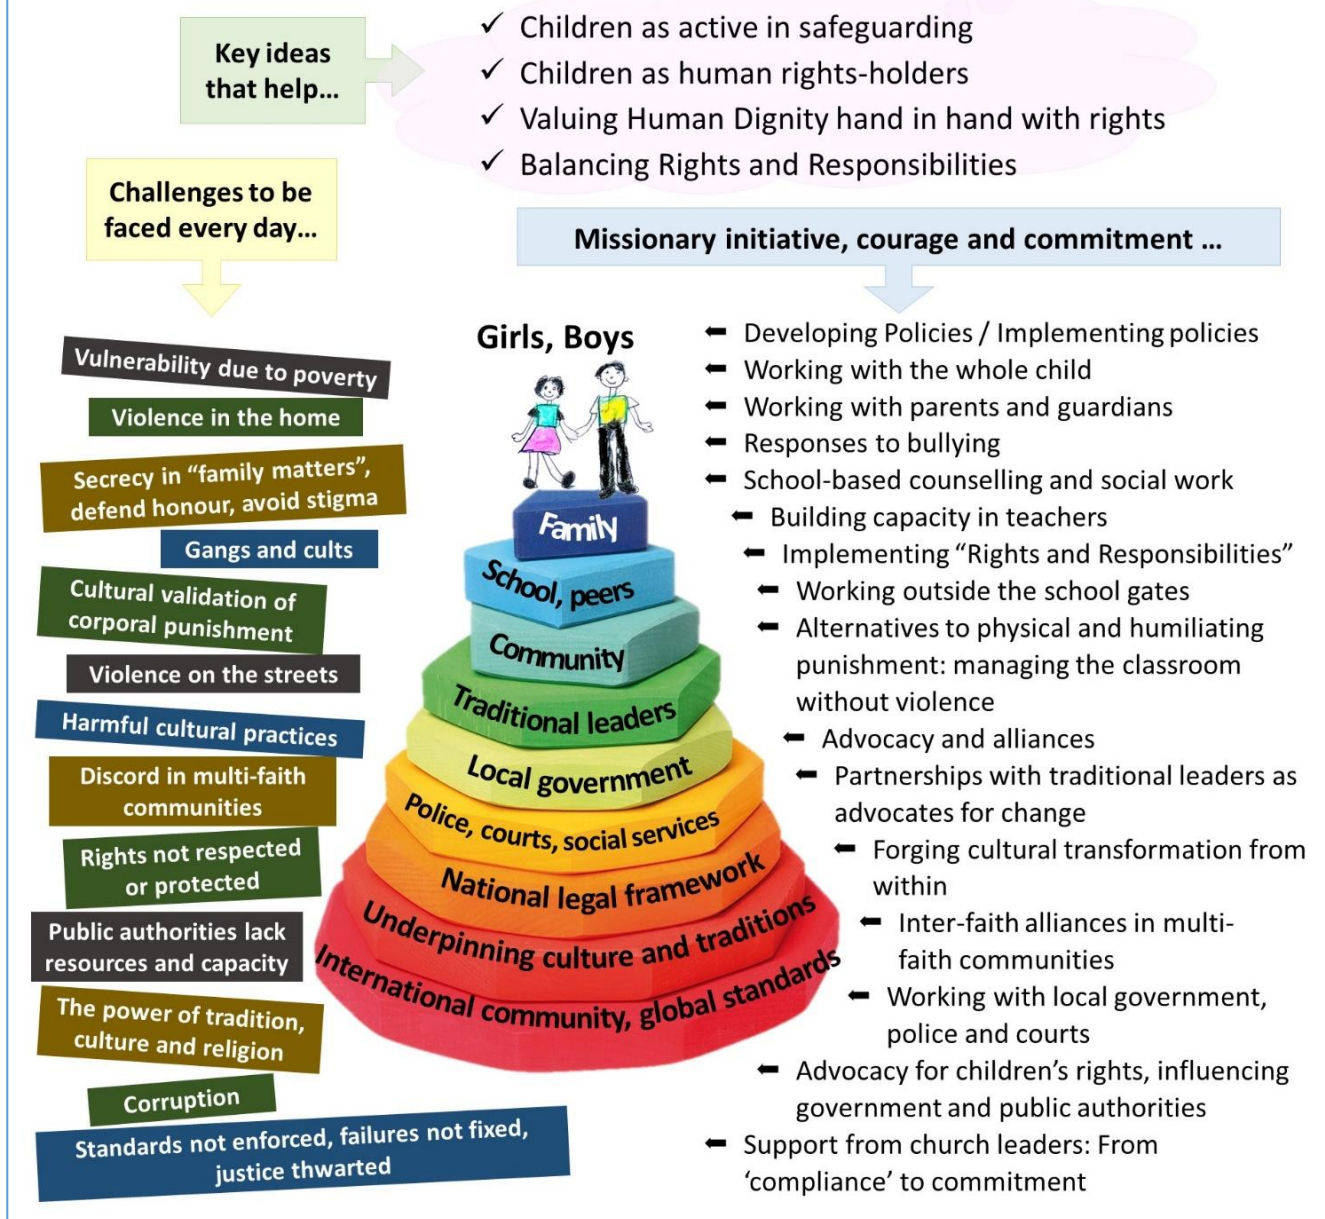 Key ideas
that help...
✓ Children as active in safeguarding
✓ Children as human rights-holders
✓ Valuing Human Dignity hand in hand with rights
✓ Balancing Rights and Responsibilities
Challenges to be
faced every day...
Missionary initiative, courage and commitment ...
Vulnerability due to poverty
Violence in the home
Secrecy in “family matters”,
defend honour, avoid stigma
Gangs and cults
Cultural validation of
corporal punishment
Violence on the streets
Harmful cultural practices
Discord in multi-faith
communities
Rights not respected
or protected
Public authorities lack
resources and capacity
The power of tradition,
culture and religion
Corruption
Standards not enforced, failures not fixed,
justice thwarted
Girls, Boys
Family
School, peers
Community
Traditional leaders
Local government
Police, courts, social services
National legal framework
Underpinning culture and traditions
International community, global standards
Developing Policies / Implementing policies
Working with the whole child
Working with parents and guardians
Responses to bullying
School-based counselling and social work
Building capacity in teachers
Implementing “Rights and Responsibilities”
Working outside the school gates
Alternatives to physical and humiliating
punishment: managing the classroom
without violence
Advocacy and alliances
Partnerships with traditional leaders as
advocates for change
Forging cultural transformation from
within
Inter-faith alliances in multi-
faith communities
Working with local government,
police and courts
Advocacy for children’s rights, influencing
government and public authorities
Support from church leaders: From
‘compliance’ to commitment